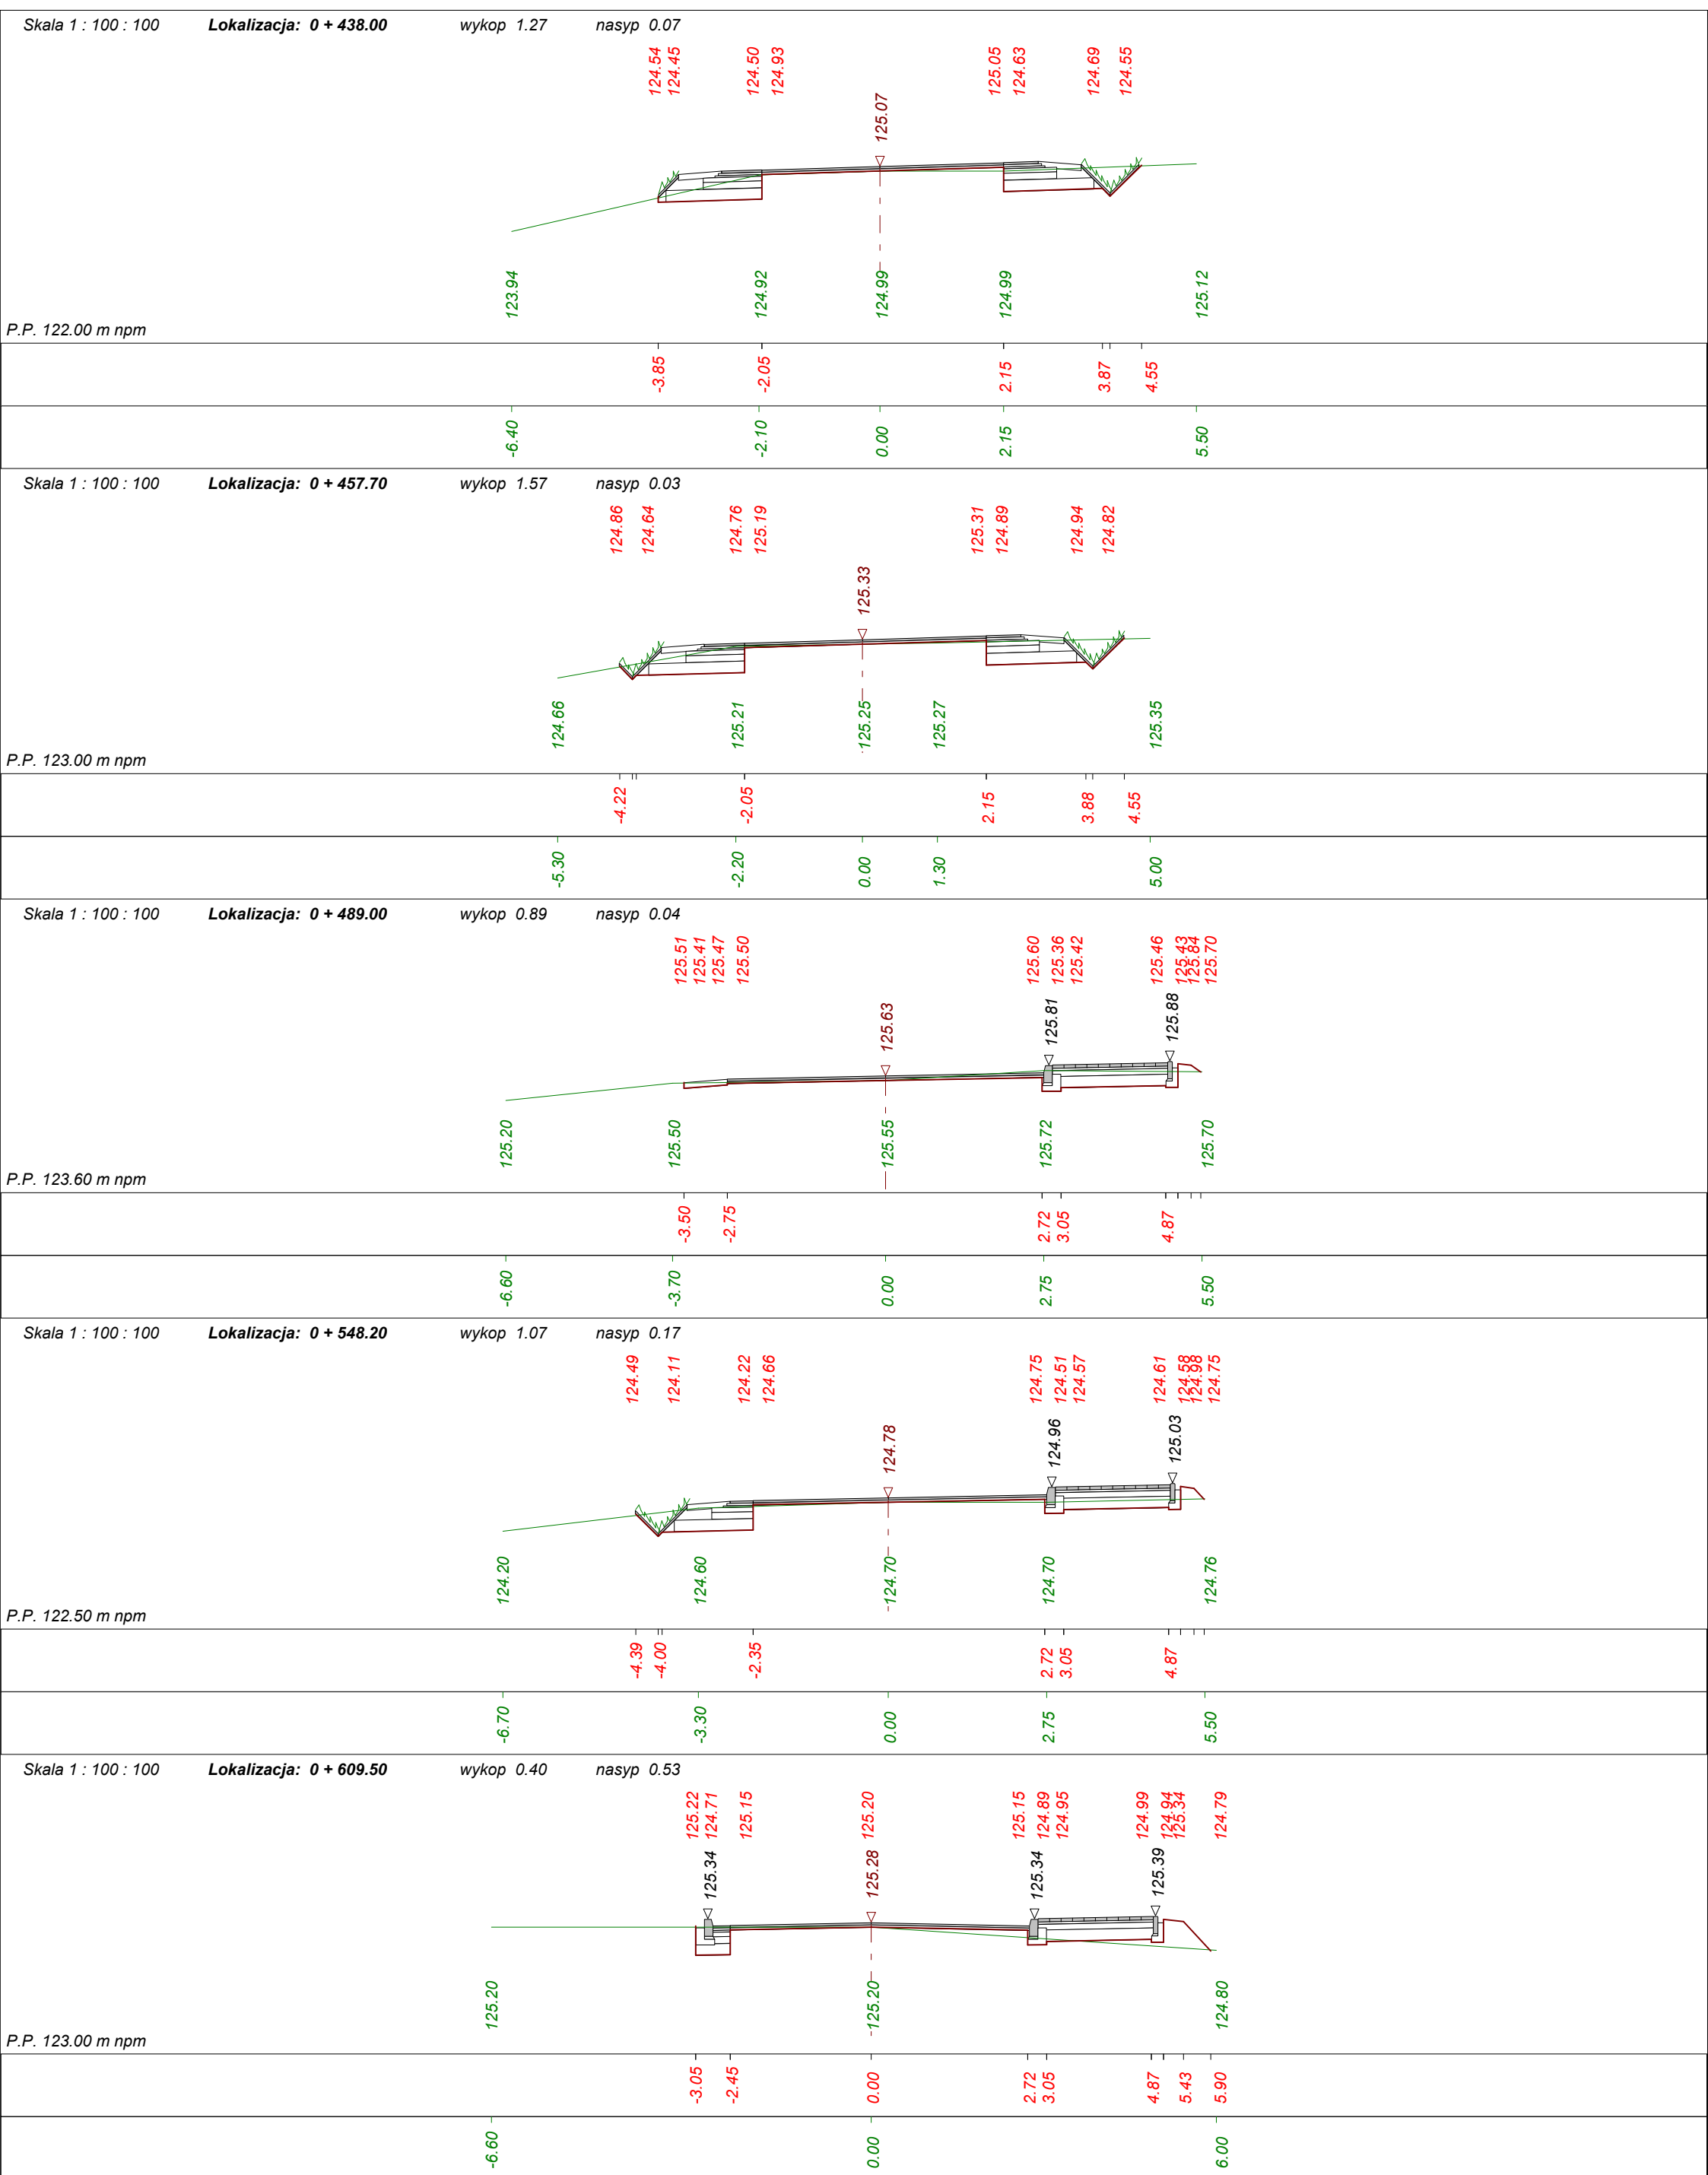 Skala 1 : 100 : 100 Lokalizacja: 0 + 438.00 wykop 1.27 nasyp 0.07
124.54 124.45 124.50 124.93 125.05 124.63 124.69 124.55
125.07
123.94 124.92 124.99 124.99 125.12
P.P. 122.00 m npm
-3.85 -2.05 2.15 3.87 4.55
-6.40 -2.10 0.00 2.15 5.50
Skala 1 : 100 : 100 Lokalizacja: 0 + 457.70 wykop 1.57 nasyp 0.03
124.86 124.64 124.76 125.19 125.31 124.89 124.94 124.82
125.33
124.66 125.21 125.25 125.27 125.35
P.P. 123.00 m npm
-4.22 -2.05 2.15 3.88 4.55
-5.30 -2.20 0.00 1.30 5.00
Skala 1 : 100 : 100 Lokalizacja: 0 + 489.00 wykop 0.89 nasyp 0.04
125.51 125.41 125.47 125.50 125.60 125.36 125.42 125.46 125.43 125.84 125.70
125.63 125.81 125.88
125.20 125.50 125.55 125.72 125.70
P.P. 123.60 m npm
-3.50 -2.75 2.72 3.05 4.87
-6.60 -3.70 0.00 2.75 5.50
Skala 1 : 100 : 100 Lokalizacja: 0 + 548.20 wykop 1.07 nasyp 0.17
124.49 124.11 124.22 124.66 124.75 124.51 124.57 124.61 124.58 124.98 124.75
124.78 124.96 125.03
124.20 124.60 124.70 124.70 124.76
P.P. 122.50 m npm
-4.39 -4.00 -2.35 2.72 3.05 4.87
-6.70 -3.30 0.00 2.75 5.50
Skala 1 : 100 : 100 Lokalizacja: 0 + 609.50 wykop 0.40 nasyp 0.53
125.22 124.71 125.15 125.20 125.15 124.89 124.95 124.99 124.94 125.34 124.79
125.34 125.28 125.34 125.39
125.20 125.20 124.80
P.P. 123.00 m npm
-3.05 -2.45 0.00 2.72 3.05 4.87 5.43 5.90
-6.60 0.00 6.00